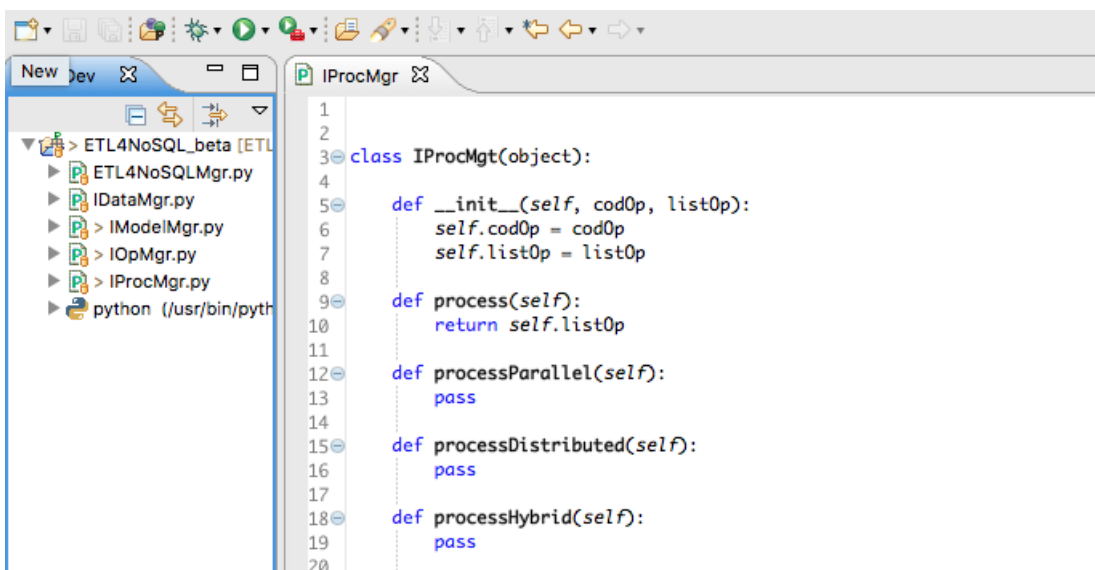 New Dev
IProcMgr
ETL4NoSQL_beta [ETL
ETL4NoSQLMgr.py
IDataMgr.py
> IModelMgr.py
> IOpMgr.py
> IProcMgr.py
python (/usr/bin/pyth
1
2
3 class IProcMgt(object):
4
5 def __init__(self, codOp, listOp):
6 self.codOp = codOp
7 self.listOp = listOp
8
9 def process(self):
10 return self.listOp
11
12 def processParallel(self):
13 pass
14
15 def processDistributed(self):
16 pass
17
18 def processHybrid(self):
19 pass
20